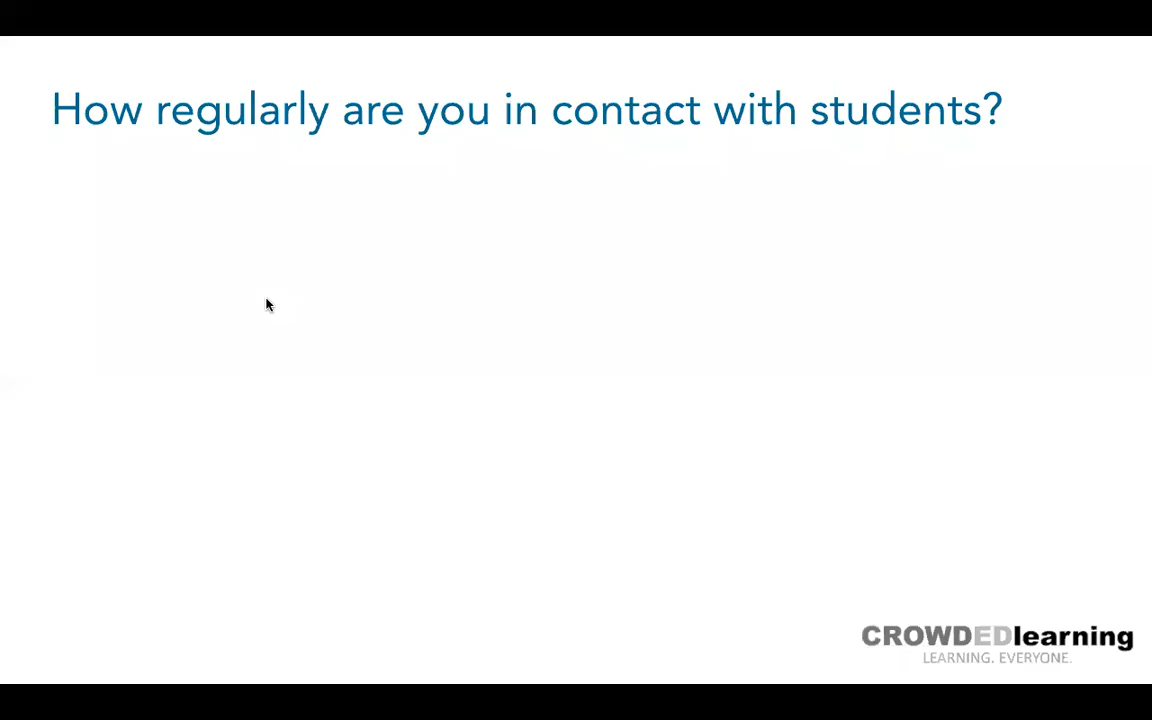 How regularly are you in contact with students?
CROWDEDlearning
LEARNING. EVERYONE.